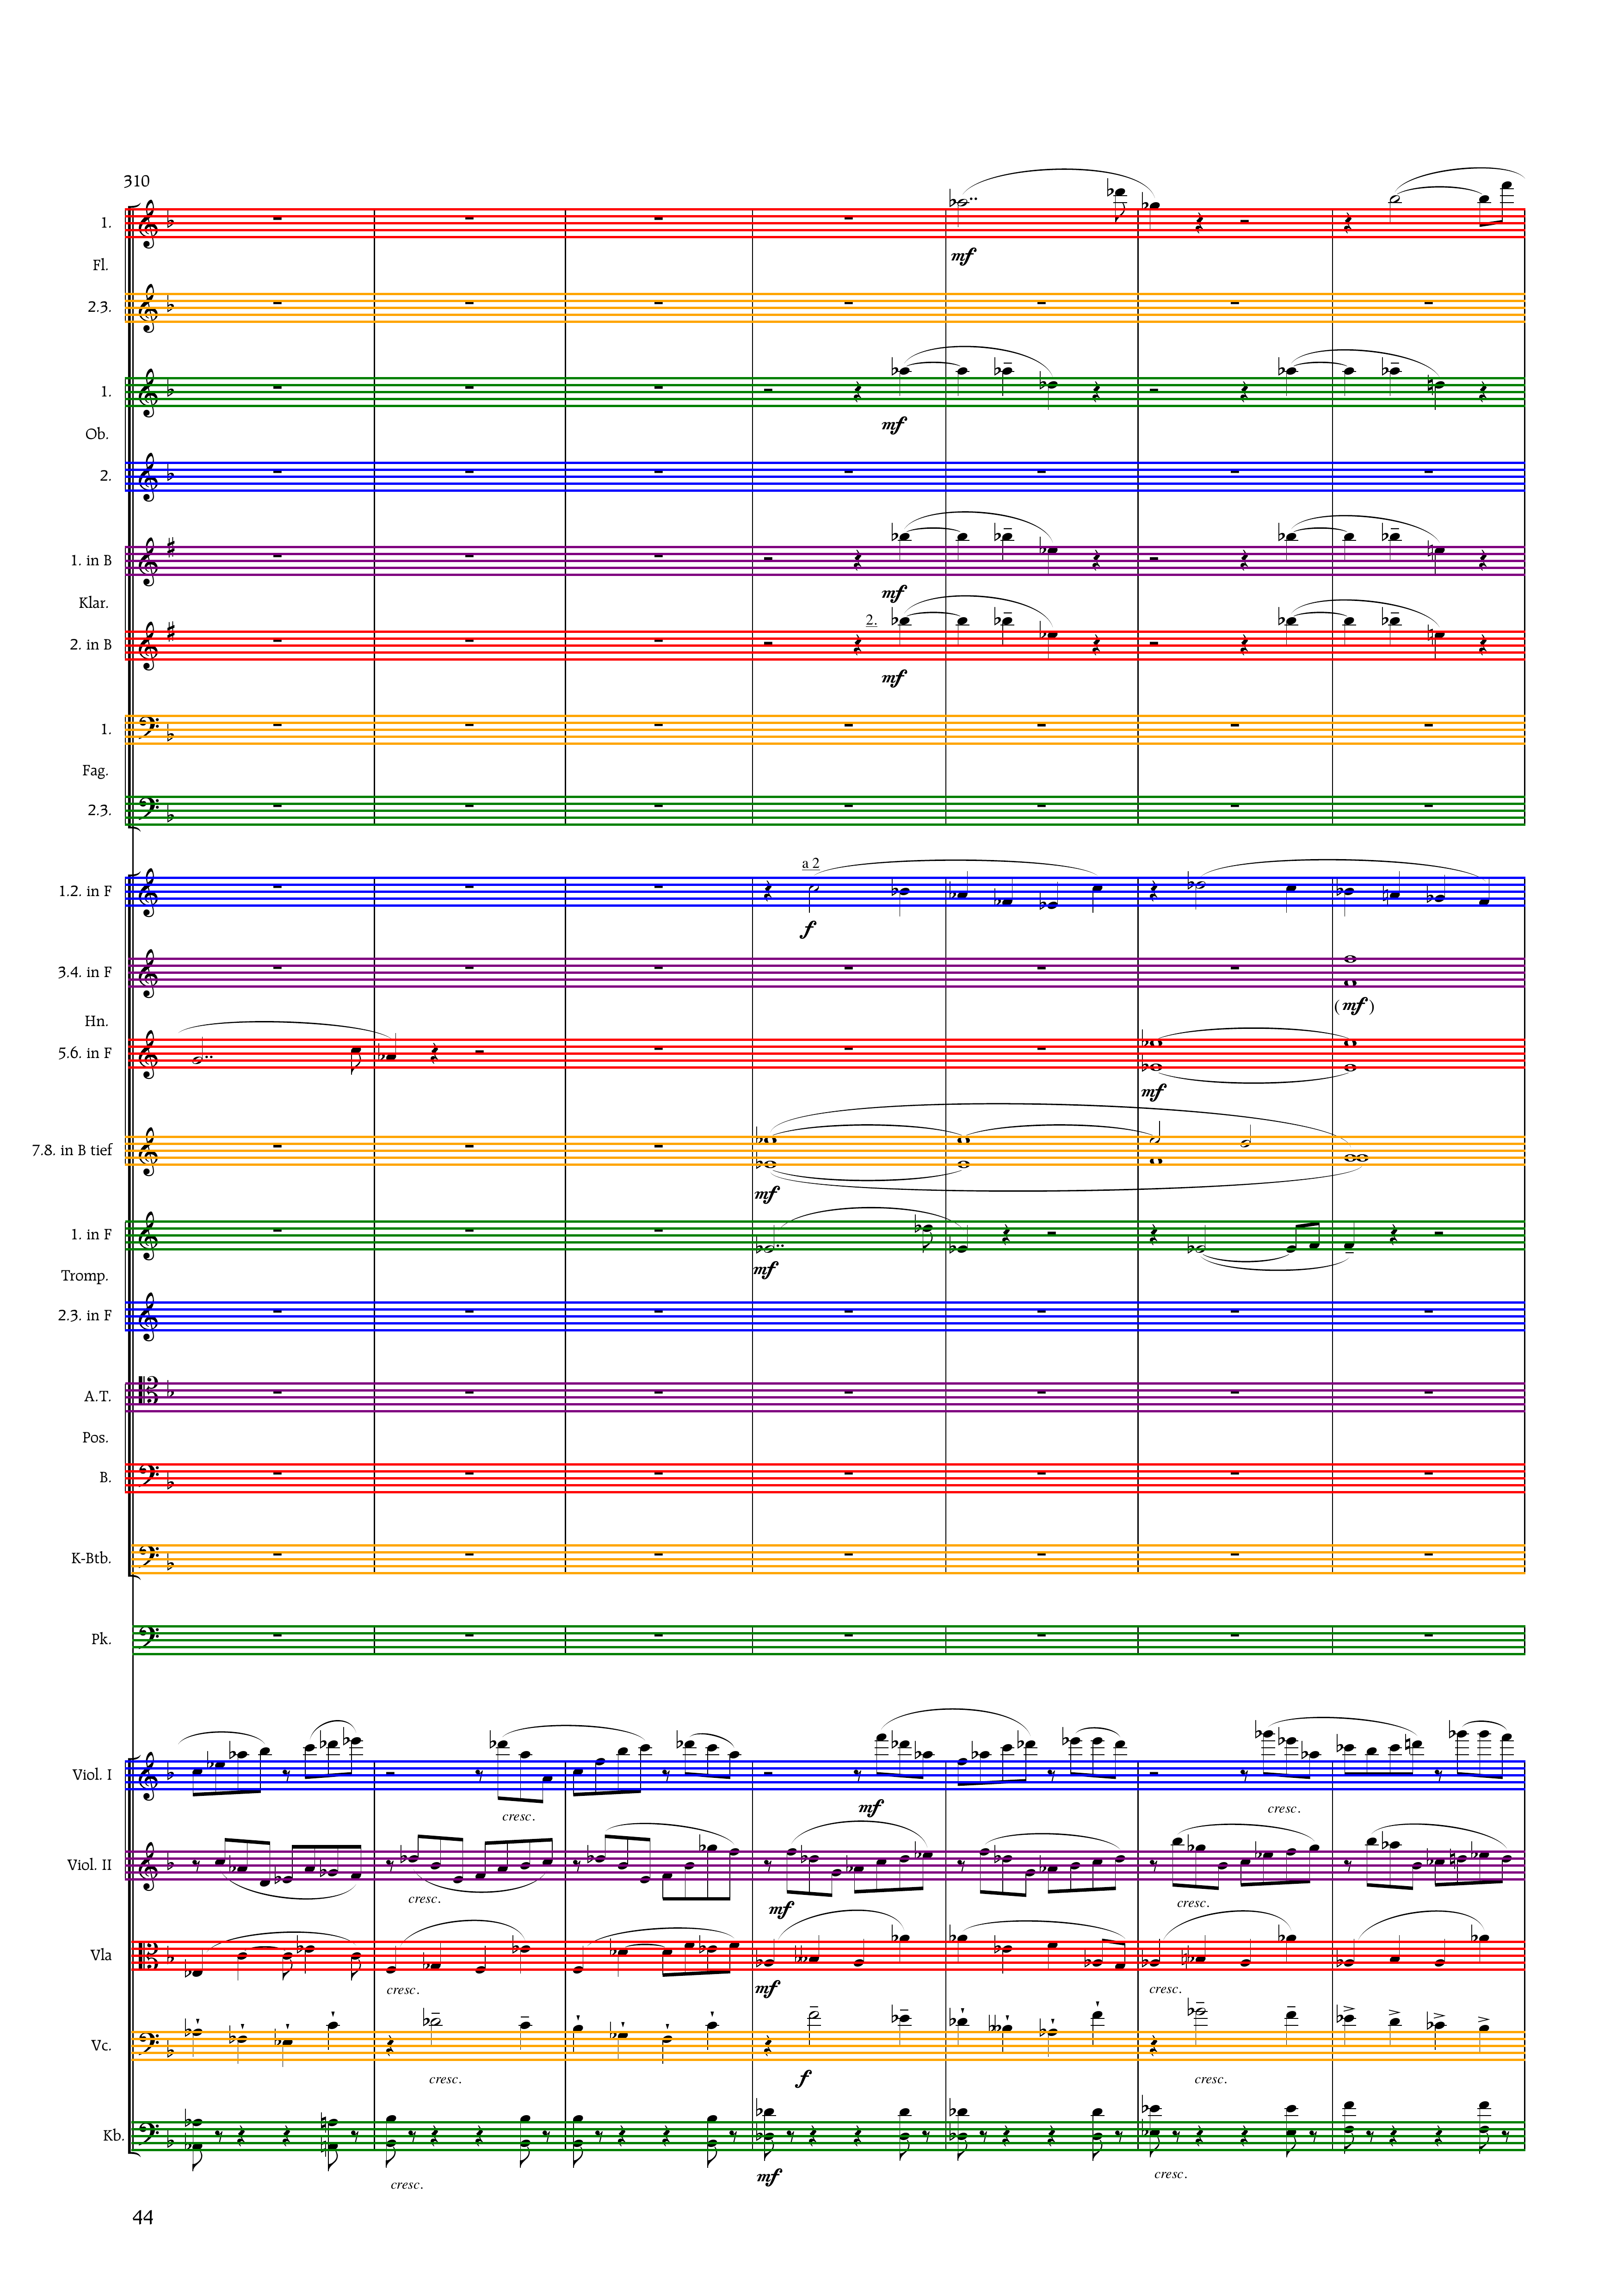 310
1.
mf
Fl.
2.3.
1.
mf
Ob.
2.
1. in B
mf
Klar.
2.
2. in B
mf
1.
Fag.
2.3.
a 2
1.2. in F
f
3.4. in F
(mf)
Hn.
5.6. in F
mf
7.8. in B tief
mf
1. in F
mf
Tromp.
2.3. in F
A.T.
Pos.
B.
K-Btb.
Pk.
Viol. I
cresc. mf cresc.
Viol. II
cresc. mf cresc.
Vla
cresc. mf cresc.
Vc.
cresc. f cresc.
Kb.
cresc. mf cresc.
44